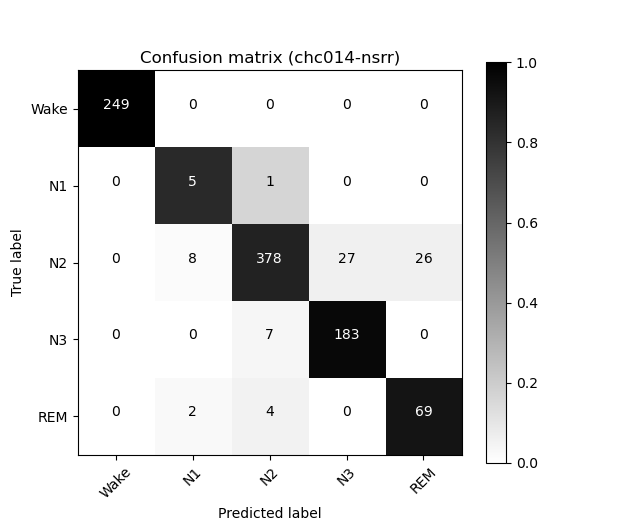 Confusion matrix (chc014-nsrr)
1.0
Wake 249 0 0 0 0
0.8
N1 0 5 1 0 0
0.6
True label
N2 0 8 378 27 26
0.4
N3 0 0 7 183 0
0.2
REM 0 2 4 0 69
0.0
Wake N1 N2 N3 REM
Predicted label